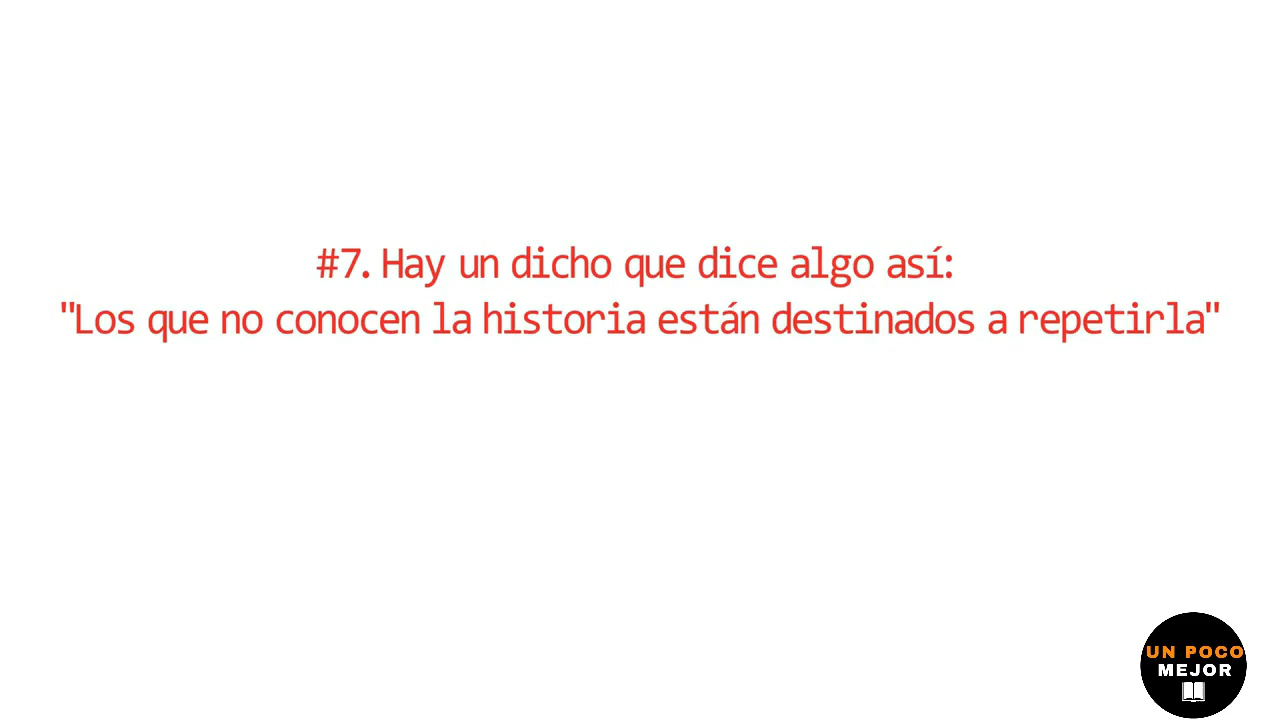 #7. Hay un dicho que dice algo así:
"Los que no conocen la historia están destinados a repetirla"
UN POCO
MEJOR